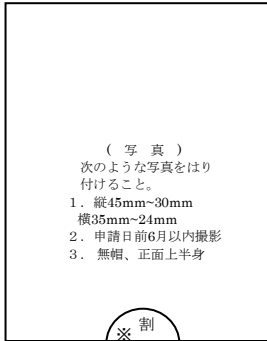 ( 写 真 )
次のような写真をはり
付けること。
1. 縦45mm~30mm
横35mm~24mm
2. 申請日前6月以内撮影
3. 無帽、正面上半身
割
※